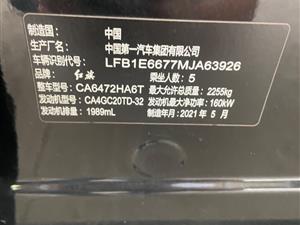 制造国：中国
生产厂名：中国第一汽车集团有限公司
车辆识别代号：LFB1E6677MJA63926
品牌：红旗 乘坐人数：5
整车型号：CA6472HA6T 最大允许总质量：2255kg
发动机型号：CA4GC20TD-32 发动机最大净功率：160kW
发动机排量：1989mL 制造年月：2021年5月